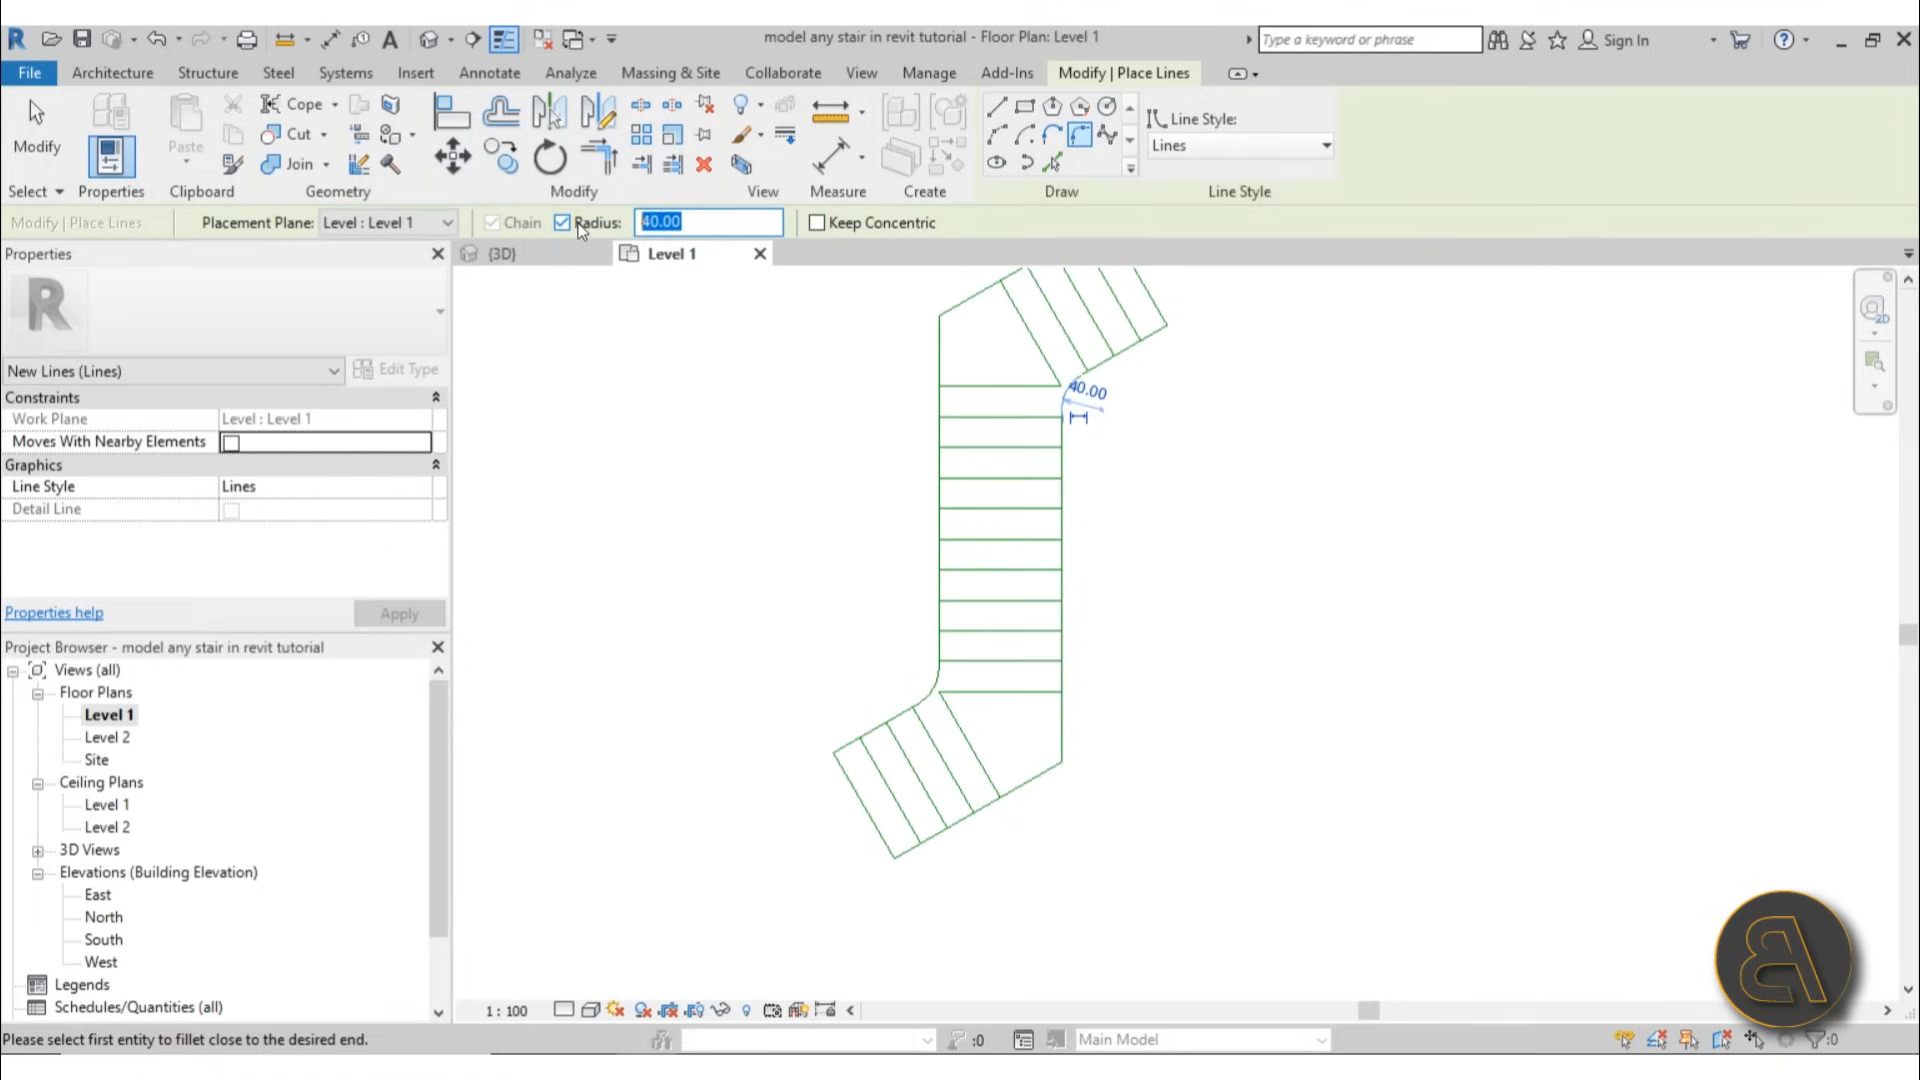 model any stair in revit tutorial - Floor Plan: Level 1
Type a keyword or phrase
Sign In
File Architecture Structure Steel Systems Insert Annotate Analyze Massing & Site Collaborate View Manage Add-Ins Modify | Place Lines
Modify
Paste
Cope
Cut
Join
Line Style:
Lines
Select Properties Clipboard Geometry Modify View Measure Create Draw Line Style
Modify | Place Lines Placement Plane: Level : Level 1 Chain Radius: 40.00 Keep Concentric
Properties
{3D}
Level 1
New Lines (Lines)
Edit Type
Constraints
Work Plane Level : Level 1
Moves With Nearby Elements
Graphics
Line Style Lines
Detail Line
Properties help
Apply
40.00
Project Browser - model any stair in revit tutorial
Views (all)
Floor Plans
Level 1
Level 2
Site
Ceiling Plans
Level 1
Level 2
3D Views
Elevations (Building Elevation)
East
North
South
West
Legends
Schedules/Quantities (all)
1 : 100
2D
Please select first entity to fillet close to the desired end.
:0
Main Model
:0